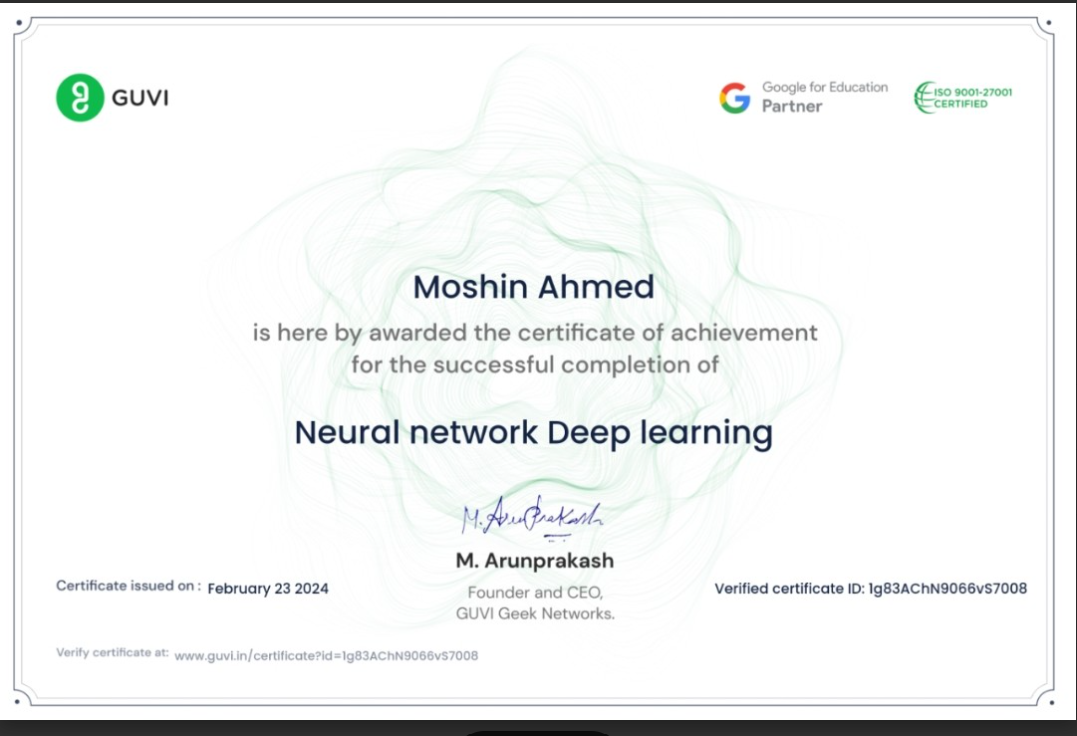 GUVI
Google for Education
Partner
ISO 9001-27001
CERTIFIED
Moshin Ahmed
is here by awarded the certificate of achievement
for the successful completion of
Neural network Deep learning
M. Arunprakash
M. Arunprakash
Founder and CEO,
GUVI Geek Networks.
Certificate issued on : February 23 2024
Verified certificate ID: 1g83AChN9066vS7008
Verify certificate at: www.guvi.in/certificate?id=1g83AChN9066vS7008